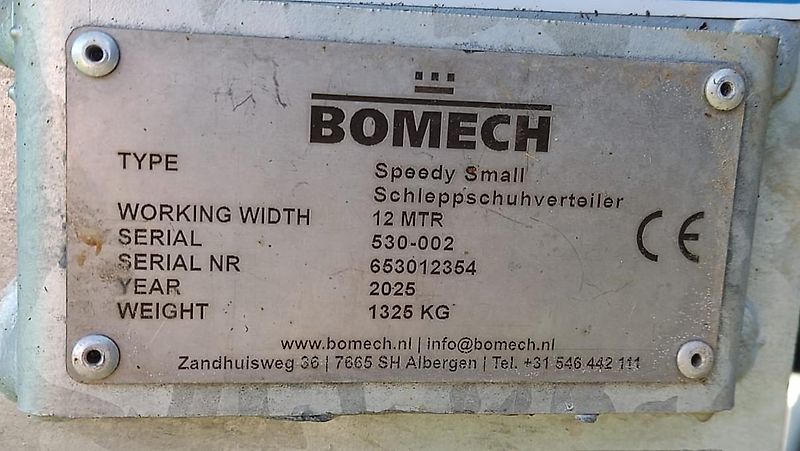 BOMECH
TYPE Speedy Small
Schleppschuhverteiler
WORKING WIDTH 12 MTR
SERIAL 530-002
SERIAL NR 653012354
YEAR 2025
WEIGHT 1325 KG
CE
www.bomech.nl | info@bomech.nl
Zandhuisweg 36 | 7665 SH Albergen | Tel. +31 546 442 111